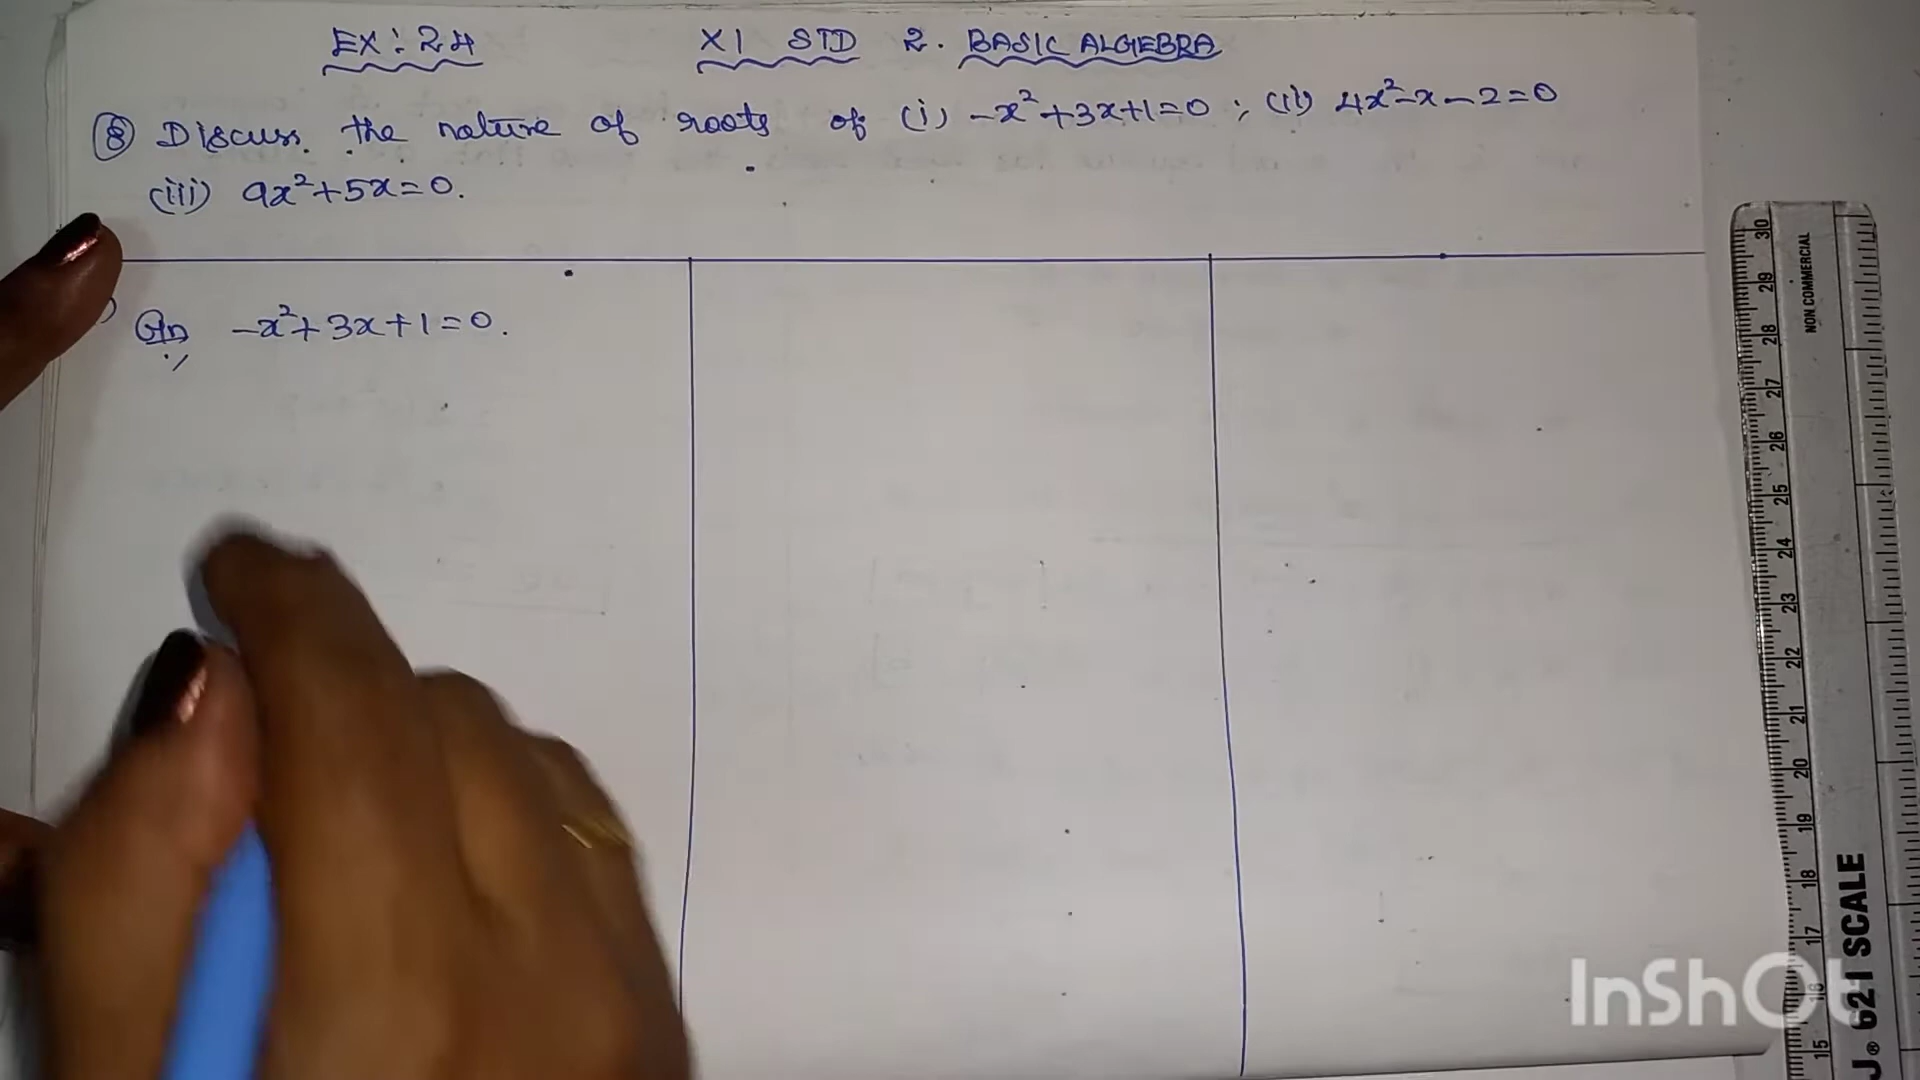 EX: 2.4 XI STD 2. BASIC ALGEBRA
⑧ Discuss the nature of roots of (i) -x²+3x+1=0 ; (ii) 4x²-x-2=0
(iii) 9x²+5x=0.
) Gn -x²+3x+1=0.
30 29 28 27 26 25 24 23 22 21 20 19 18 17 16 15
NON COMMERCIAL
J.® 621 SCALE
InShOt